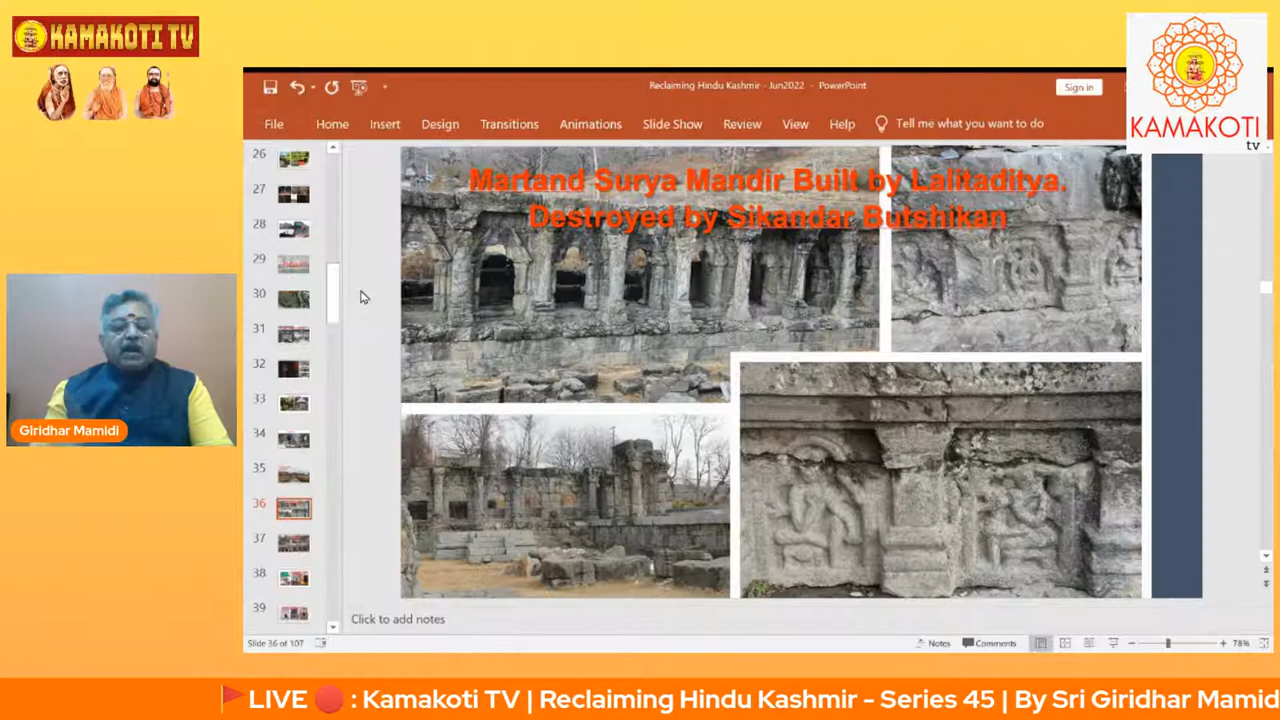 KAMAKOTI TV
KAMAKOTI
tv
Reclaiming Hindu Kashmir - Jun2022 - PowerPoint
Sign in
File Home Insert Design Transitions Animations Slide Show Review View Help Tell me what you want to do
26
27
28
29
30
31
32
33
34
35
36
37
38
39
Martand Surya Mandir Built by Lalitaditya.
Destroyed by Sikandar Butshikan
Giridhar Mamidi
Click to add notes
Slide 36 of 107
Notes Comments 78%
LIVE : Kamakoti TV | Reclaiming Hindu Kashmir - Series 45 | By Sri Giridhar Mamid